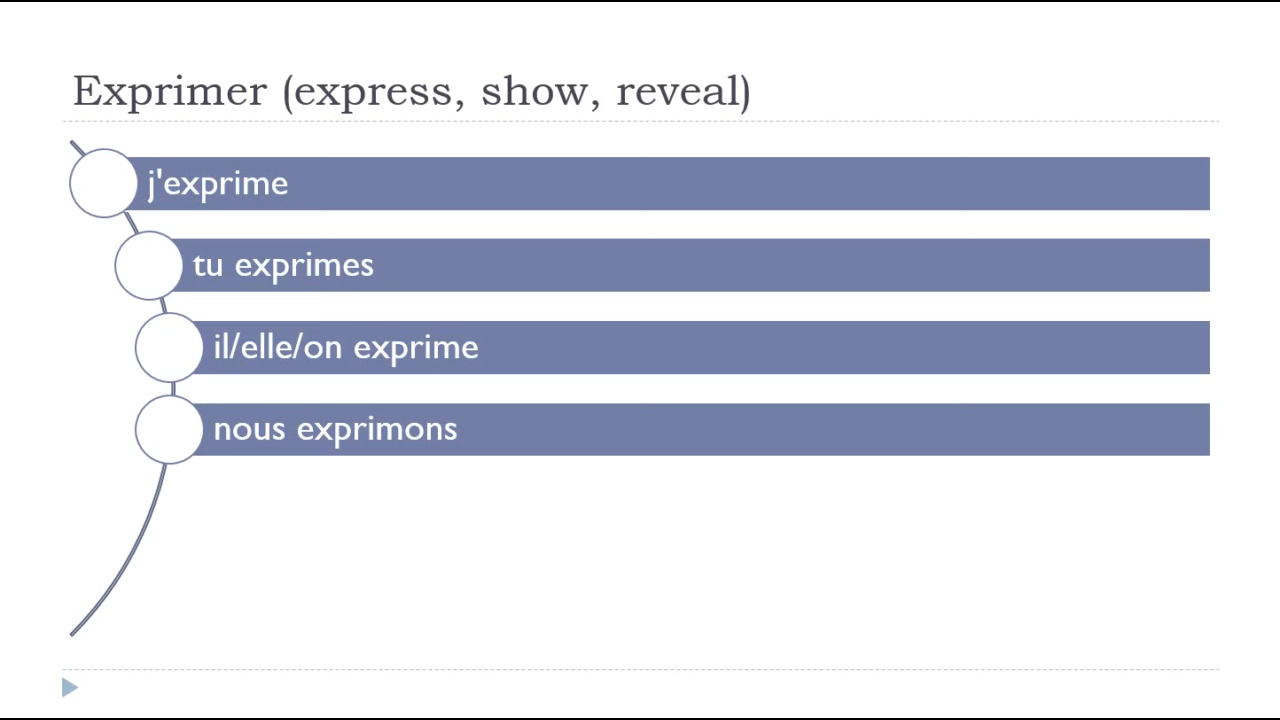 Exprimer (express, show, reveal)
j'exprime
tu exprimes
il/elle/on exprime
nous exprimons